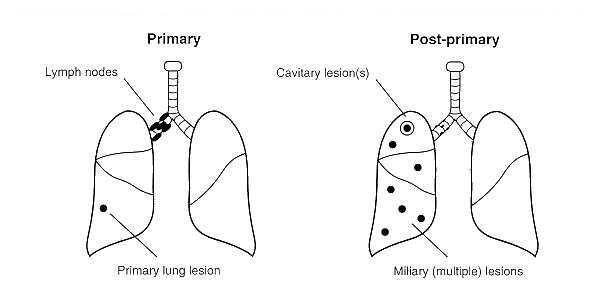 Primary
Post-primary
Lymph nodes
Cavitary lesion(s)
Primary lung lesion
Miliary (multiple) lesions